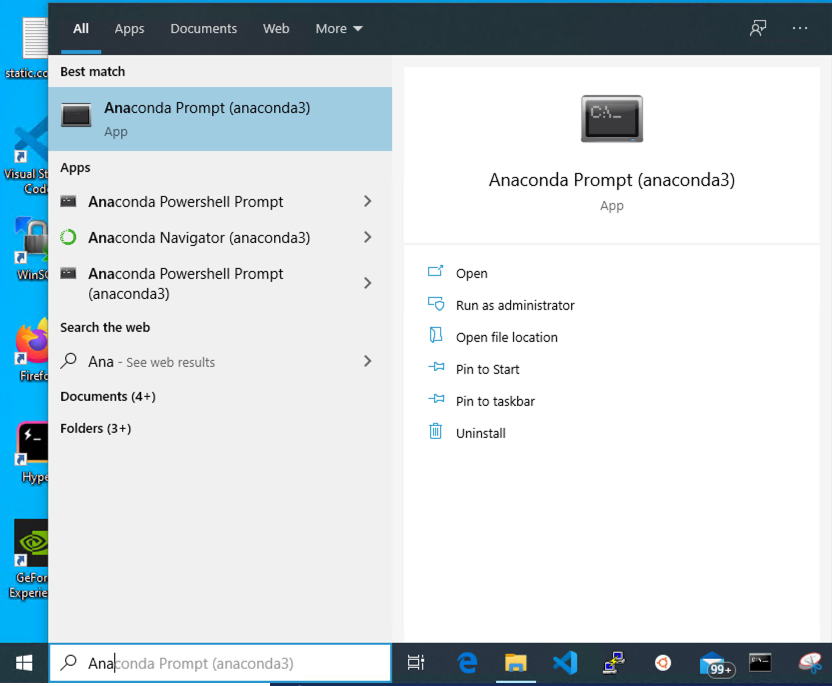 All Apps Documents Web More
Best match
Anaconda Prompt (anaconda3)
App
Apps
Anaconda Powershell Prompt
Anaconda Navigator (anaconda3)
Anaconda Powershell Prompt
(anaconda3)
Search the web
Ana - See web results
Documents (4+)
Folders (3+)
C:\_
Anaconda Prompt (anaconda3)
App
Open
Run as administrator
Open file location
Pin to Start
Pin to taskbar
Uninstall
static.co
Visual St
Code
WinSC
Firefo
Hype
GeFor
Experie
Anaconda Prompt (anaconda3)
99+